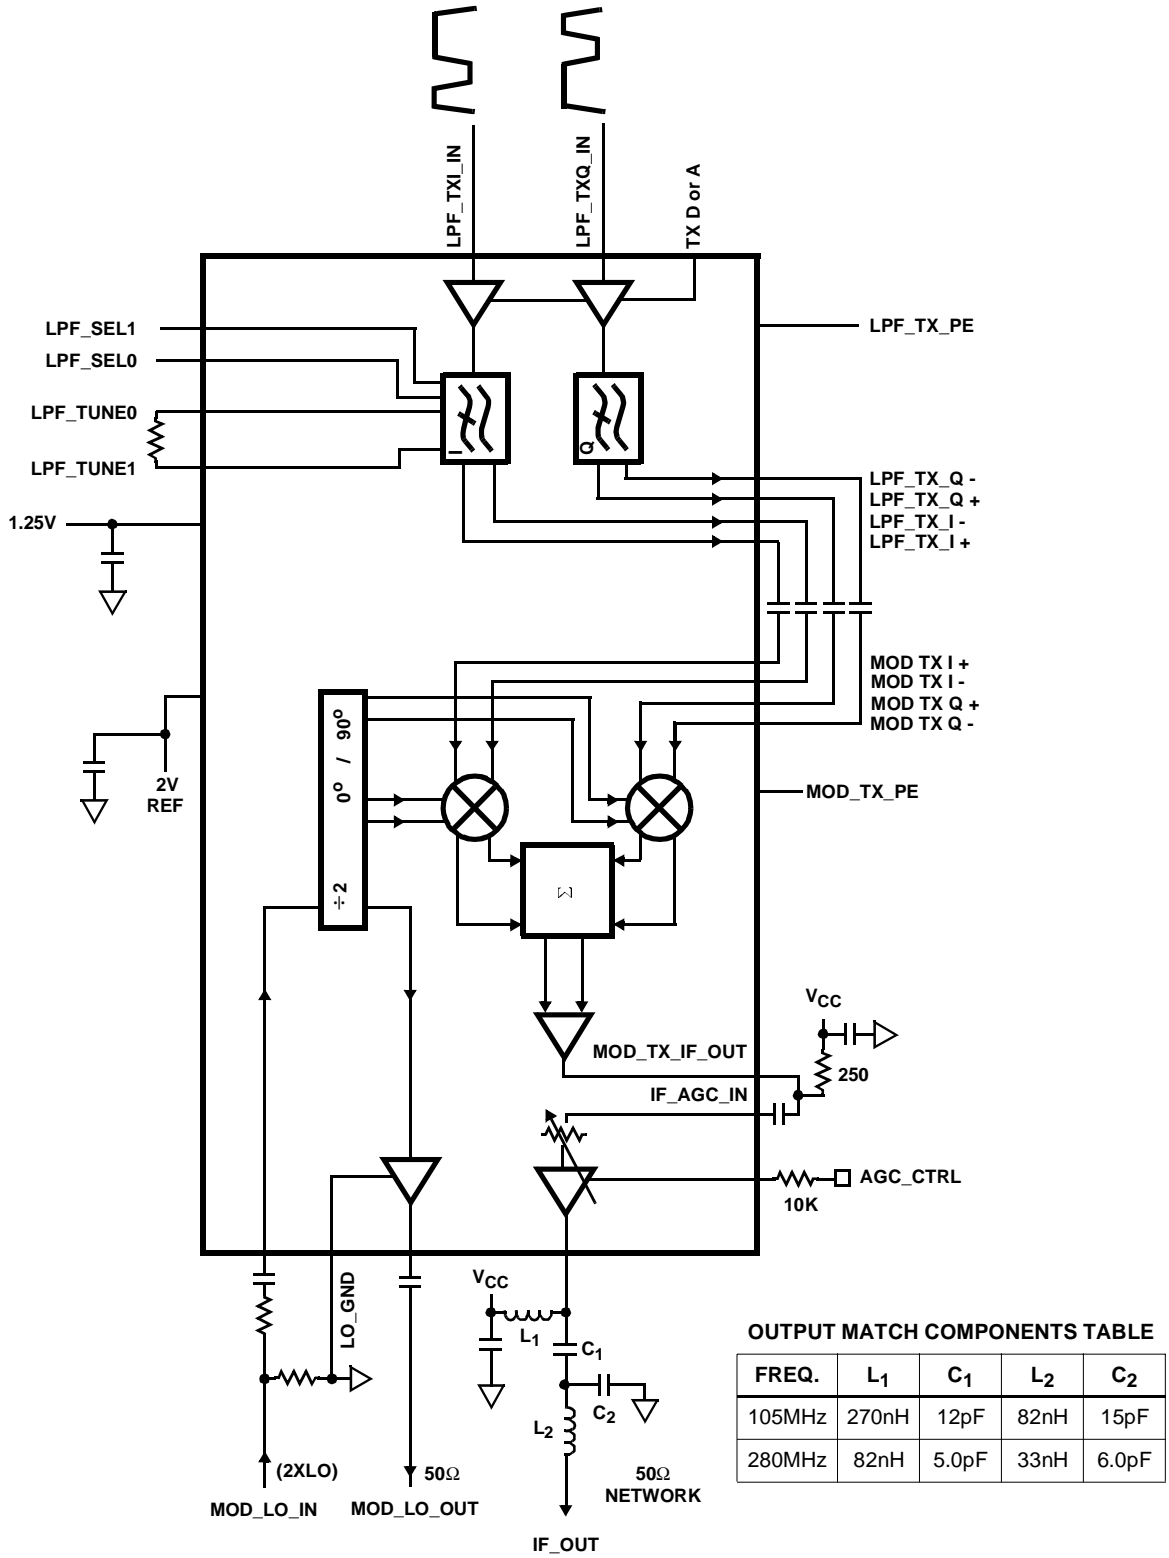 LPF_TXI_IN
LPF_TXQ_IN
TX D or A
LPF_SEL1
LPF_SEL0
LPF_TUNE0
LPF_TUNE1
LPF_TX_PE
I
Q
LPF_TX_Q -
LPF_TX_Q +
LPF_TX_I -
LPF_TX_I +
1.25V
MOD TX I +
MOD TX I -
MOD TX Q +
MOD TX Q -
2V
REF
0º / 90º
÷2
MOD_TX_PE
Σ
VCC
250
MOD_TX_IF_OUT
IF_AGC_IN
AGC_CTRL
10K
LO_GND
VCC
L1
C1
C2
L2
(2XLO)
MOD_LO_IN
50Ω
MOD_LO_OUT
50Ω
NETWORK
IF_OUT
OUTPUT MATCH COMPONENTS TABLE
FREQ. L1 C1 L2 C2
105MHz 270nH 12pF 82nH 15pF
280MHz 82nH 5.0pF 33nH 6.0pF